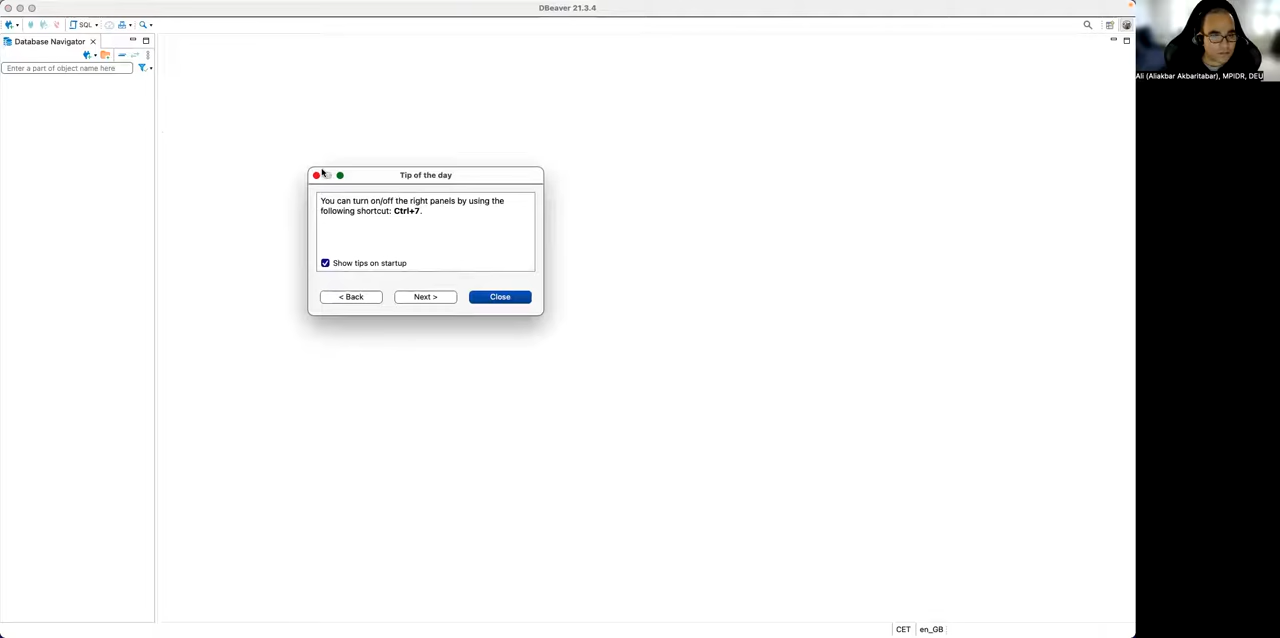 DBeaver 21.3.4
SQL
Database Navigator
Enter a part of object name here
Ali (Aliakbar Akbaritabar), MPIDR, DEU
Tip of the day
You can turn on/off the right panels by using the
following shortcut: Ctrl+7.
Show tips on startup
< Back
Next >
Close
CET
en_GB